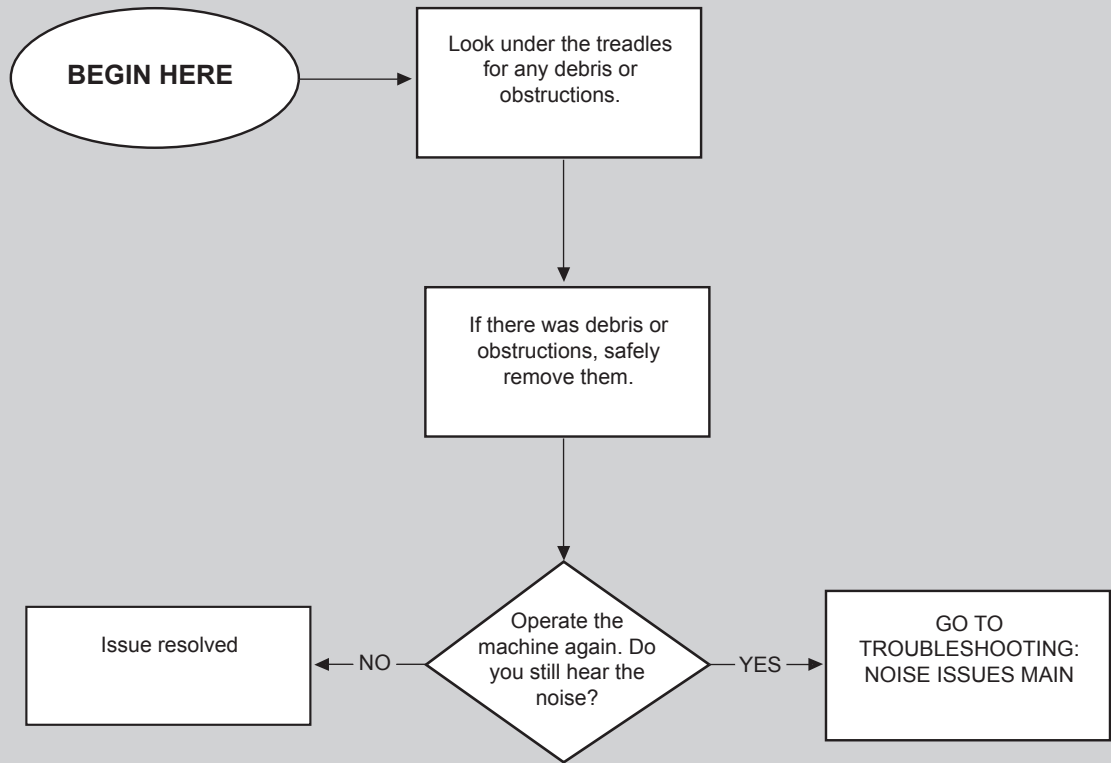 BEGIN HERE
Look under the treadles
for any debris or
obstructions.
If there was debris or
obstructions, safely
remove them.
Operate the
machine again. Do
you still hear the
noise?
NO
Issue resolved
YES
GO TO
TROUBLESHOOTING:
NOISE ISSUES MAIN